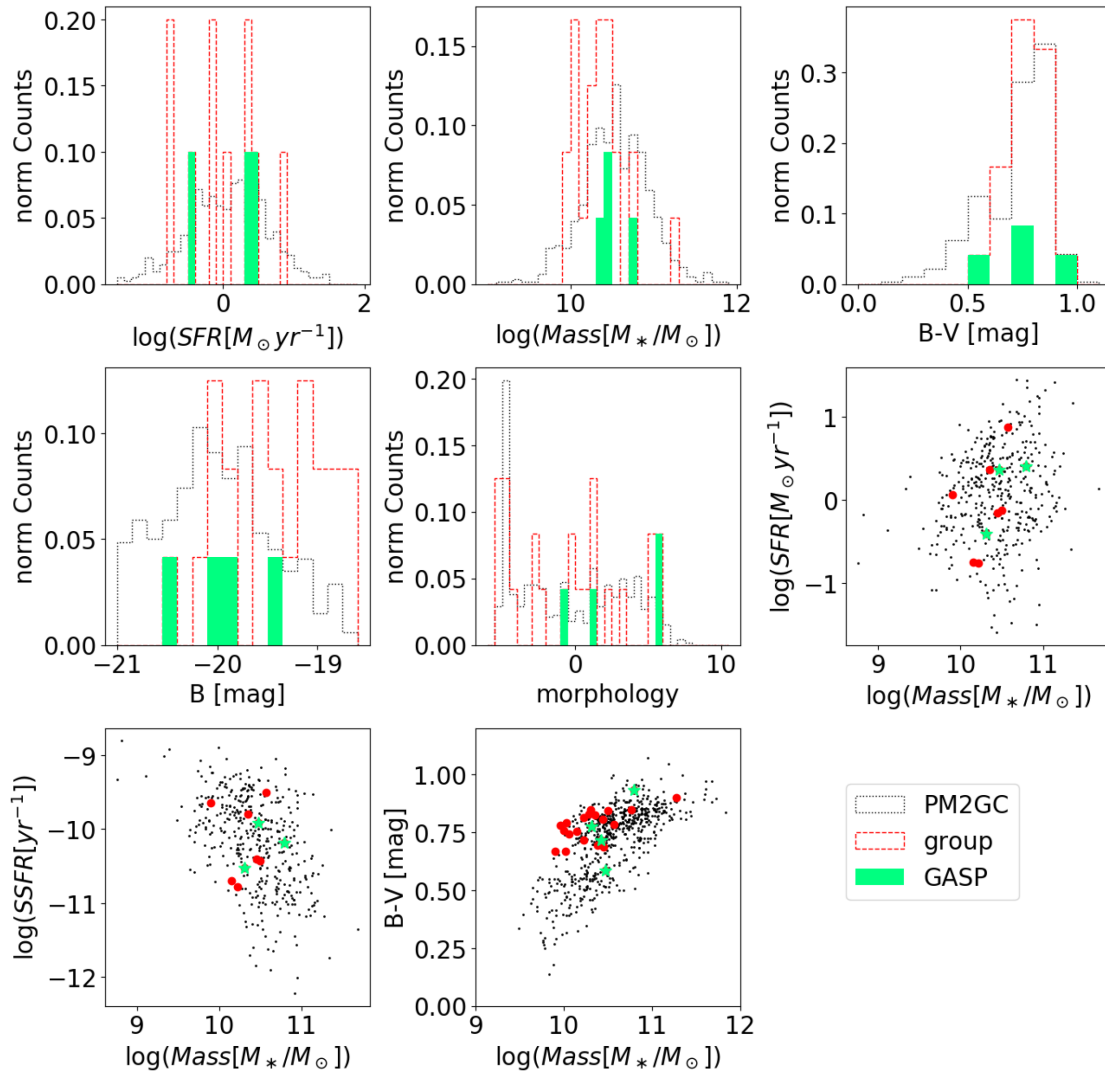 norm Counts
0.20
0.15
0.10
0.05
0.00
0
2
log(SFR[M⊙yr⁻¹])
norm Counts
0.15
0.10
0.05
0.00
10
12
log(Mass[M∗/M⊙])
norm Counts
0.3
0.2
0.1
0.0
0.0
0.5
1.0
B-V [mag]
norm Counts
0.10
0.05
0.00
−21
−20
−19
B [mag]
norm Counts
0.20
0.15
0.10
0.05
0.00
0
10
morphology
log(SFR[M⊙yr⁻¹])
1
0
−1
9
10
11
log(Mass[M∗/M⊙])
log(SSFR[yr⁻¹])
−9
−10
−11
−12
9
10
11
log(Mass[M∗/M⊙])
B-V [mag]
1.00
0.75
0.50
0.25
0.00
9
10
11
12
log(Mass[M∗/M⊙])
PM2GC
group
GASP